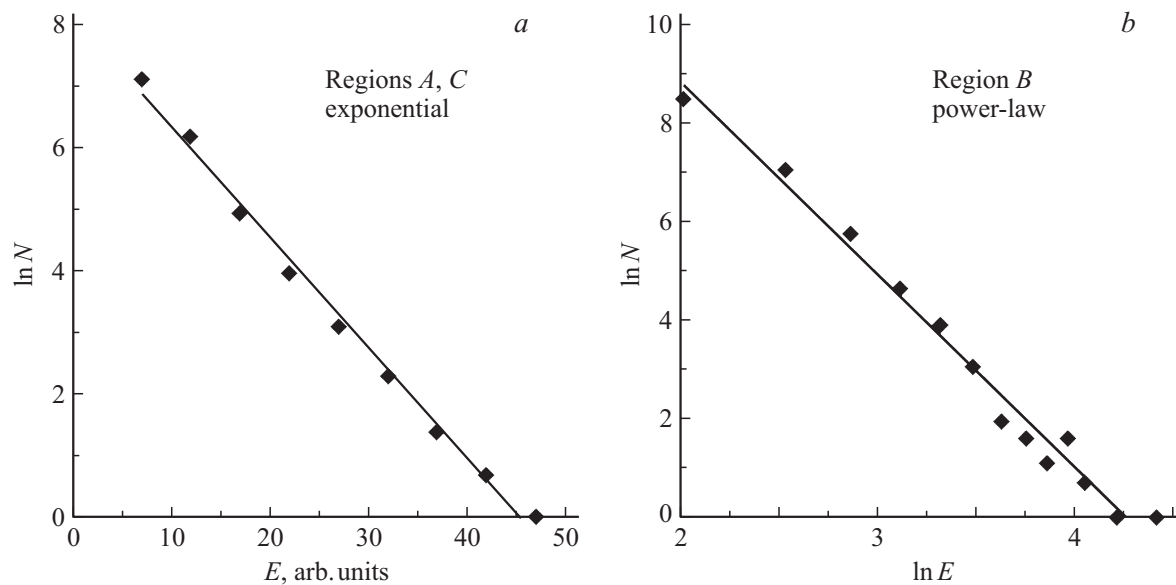 a
8
Regions A, C
exponential
6
ln N
4
2
0
0 10 20 30 40 50
E, arb. units
b
10
Region B
power-law
8
6
ln N
4
2
0
2 3 4
ln E